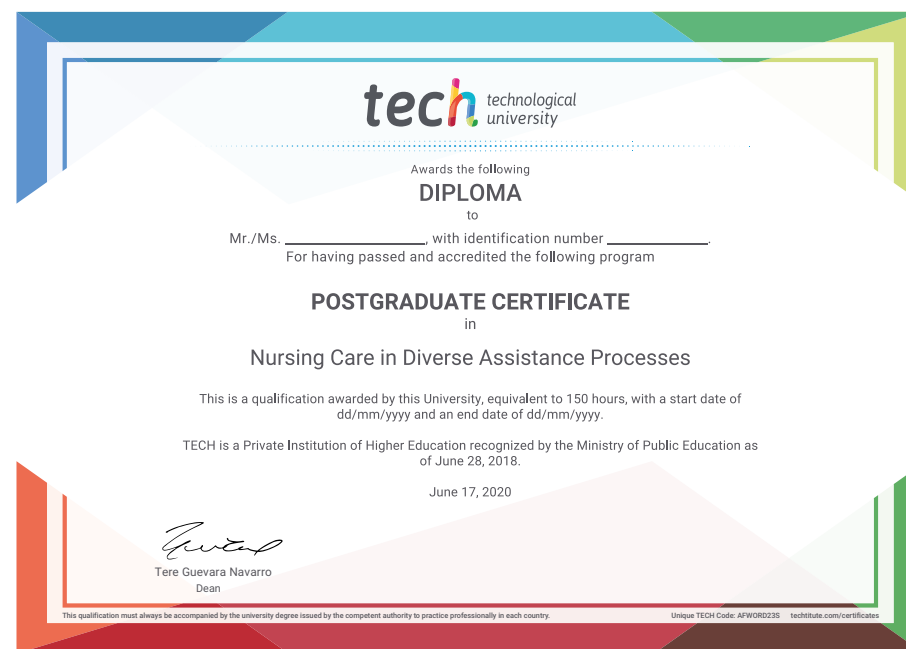 tech technological
university
Awards the following
DIPLOMA
to
Mr./Ms. ____________________, with identification number ______________.
For having passed and accredited the following program
POSTGRADUATE CERTIFICATE
in
Nursing Care in Diverse Assistance Processes
This is a qualification awarded by this University, equivalent to 150 hours, with a start date of
dd/mm/yyyy and an end date of dd/mm/yyyy.
TECH is a Private Institution of Higher Education recognized by the Ministry of Public Education as
of June 28, 2018.
June 17, 2020
Tere Guevara Navarro
Dean
This qualification must always be accompanied by the university degree issued by the competent authority to practice professionally in each country. Unique TECH Code: AFWORD23S techtitute.com/certificates